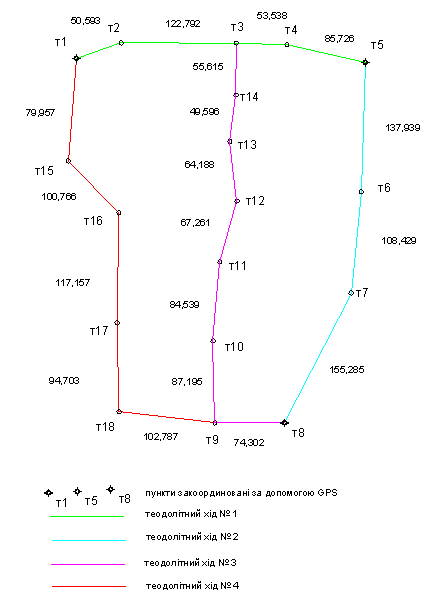 50,593
т2
122,792
т3
53,538
т4
85,726
т1
т5
55,615
79,957
т14
49,596
137,939
т13
64,188
т15
100,766
т6
т12
т16
67,261
108,429
т11
117,157
т7
84,539
т17
т10
155,285
94,703
87,195
т18
102,787
т9
74,302
т8
т1 т5 т8 пункти закоординовані за допомогою GPS
теодолітний хід №1
теодолітний хід №2
теодолітний хід №3
теодолітний хід №4